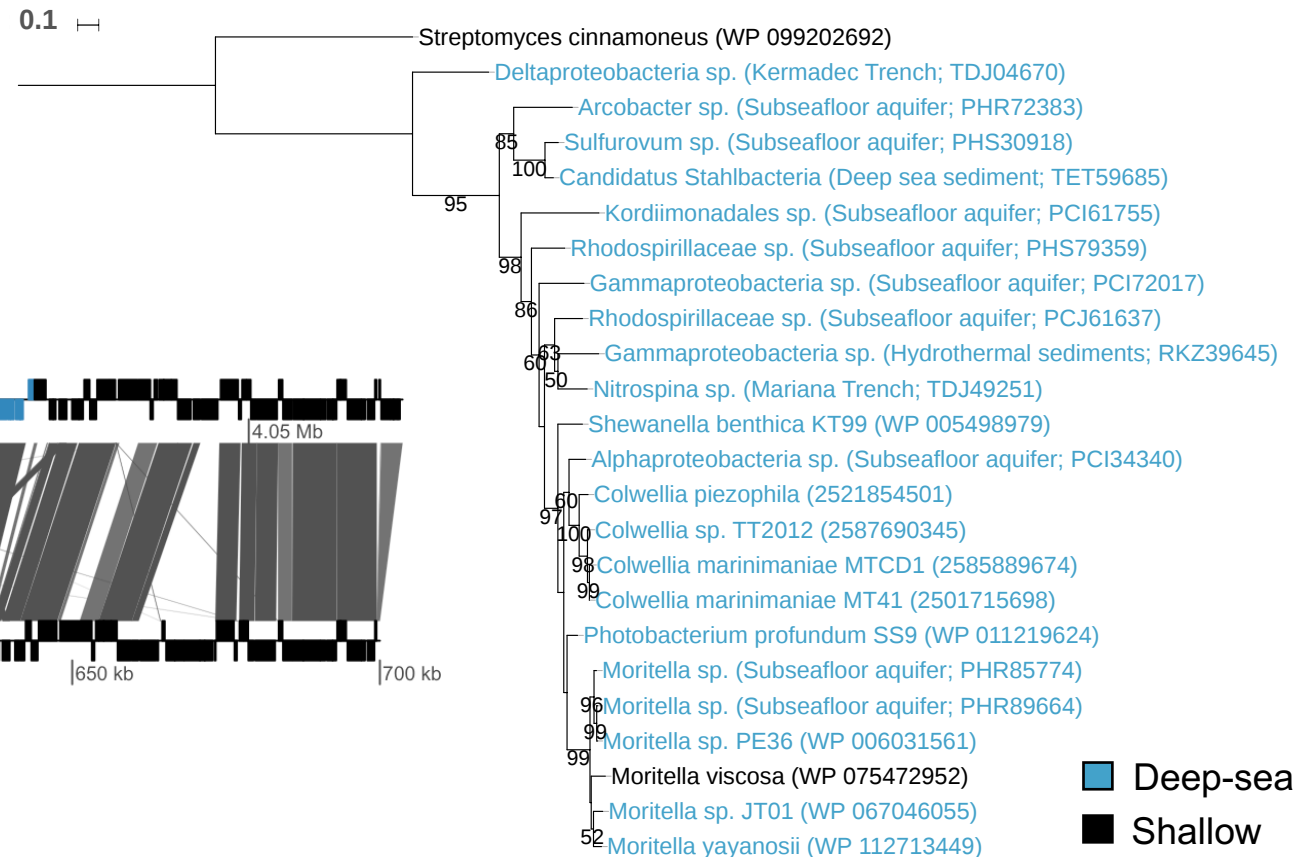 0.1
Streptomyces cinnamoneus (WP 099202692)
Deltaproteobacteria sp. (Kermadec Trench; TDJ04670)
Arcobacter sp. (Subseafloor aquifer; PHR72383)
85
Sulfurovum sp. (Subseafloor aquifer; PHS30918)
100
Candidatus Stahlbacteria (Deep sea sediment; TET59685)
95
Kordiimonadales sp. (Subseafloor aquifer; PCI61755)
Rhodospirillaceae sp. (Subseafloor aquifer; PHS79359)
98
Gammaproteobacteria sp. (Subseafloor aquifer; PCI72017)
86
Rhodospirillaceae sp. (Subseafloor aquifer; PCJ61637)
63
Gammaproteobacteria sp. (Hydrothermal sediments; RKZ39645)
60
50
Nitrospina sp. (Mariana Trench; TDJ49251)
Shewanella benthica KT99 (WP 005498979)
4.05 Mb
Alphaproteobacteria sp. (Subseafloor aquifer; PCI34340)
Colwellia piezophila (2521854501)
60
97
Colwellia sp. TT2012 (2587690345)
100
Colwellia marinimaniae MTCD1 (2585889674)
98
99
Colwellia marinimaniae MT41 (2501715698)
Photobacterium profundum SS9 (WP 011219624)
Moritella sp. (Subseafloor aquifer; PHR85774)
650 kb
700 kb
96
Moritella sp. (Subseafloor aquifer; PHR89664)
99
Moritella sp. PE36 (WP 006031561)
99
Moritella viscosa (WP 075472952)
Moritella sp. JT01 (WP 067046055)
52
Moritella yayanosii (WP 112713449)
Deep-sea
Shallow